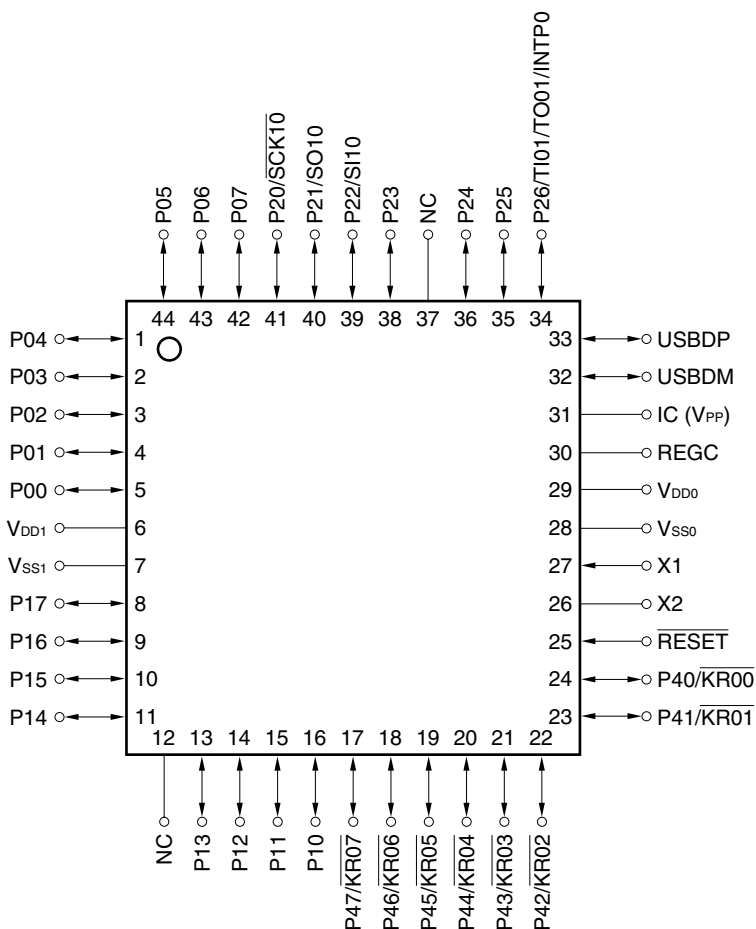 P05
P06
P07
P20/SCK10
P21/SO10
P22/SI10
P23
NC
P24
P25
P26/TI01/TO01/INTP0
44 43 42 41 40 39 38 37 36 35 34
P04 1 33 USBDP
P03 2 32 USBDM
P02 3 31 IC (VPP)
P01 4 30 REGC
P00 5 29 VDD0
VDD1 6 28 VSS0
VSS1 7 27 X1
P17 8 26 X2
P16 9 25 RESET
P15 10 24 P40/KR00
P14 11 23 P41/KR01
12 13 14 15 16 17 18 19 20 21 22
NC
P13
P12
P11
P10
P47/KR07
P46/KR06
P45/KR05
P44/KR04
P43/KR03
P42/KR02